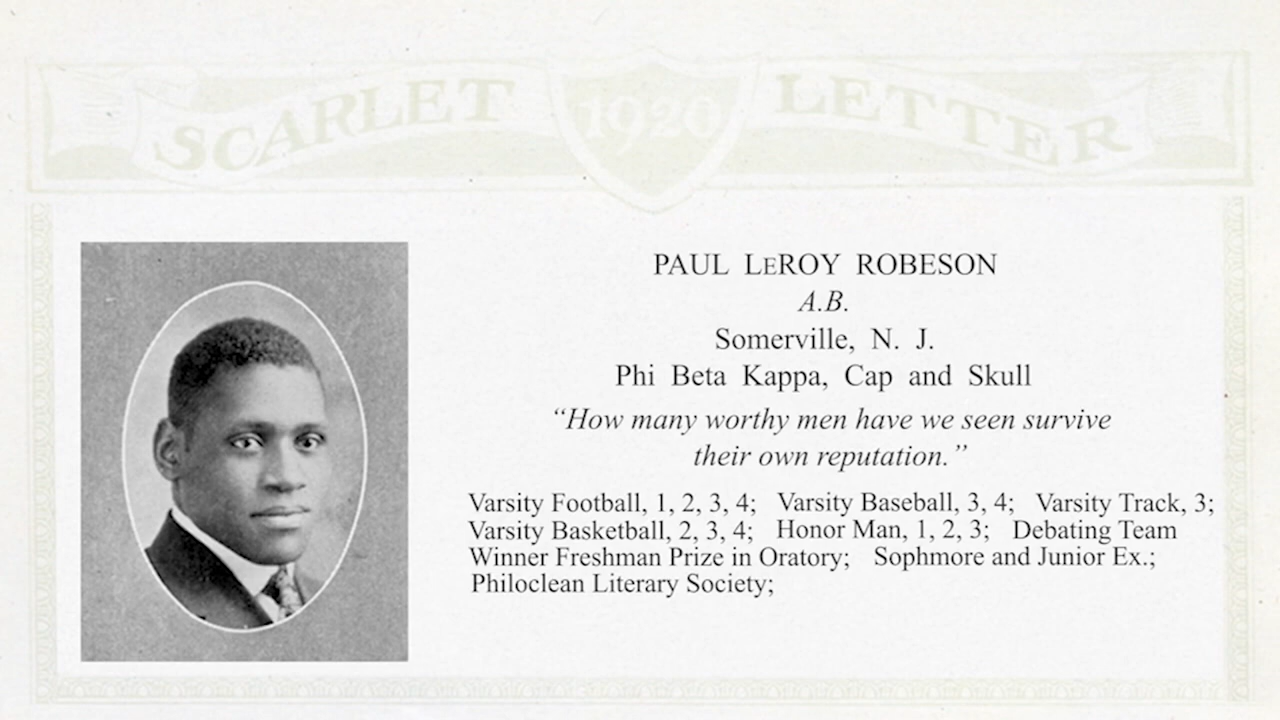 SCARLET 1920 LETTER
PAUL LEROY ROBESON
A.B.
Somerville, N. J.
Phi Beta Kappa, Cap and Skull
“How many worthy men have we seen survive
their own reputation.”
Varsity Football, 1, 2, 3, 4; Varsity Baseball, 3, 4; Varsity Track, 3;
Varsity Basketball, 2, 3, 4; Honor Man, 1, 2, 3; Debating Team
Winner Freshman Prize in Oratory; Sophmore and Junior Ex.;
Philoclean Literary Society;